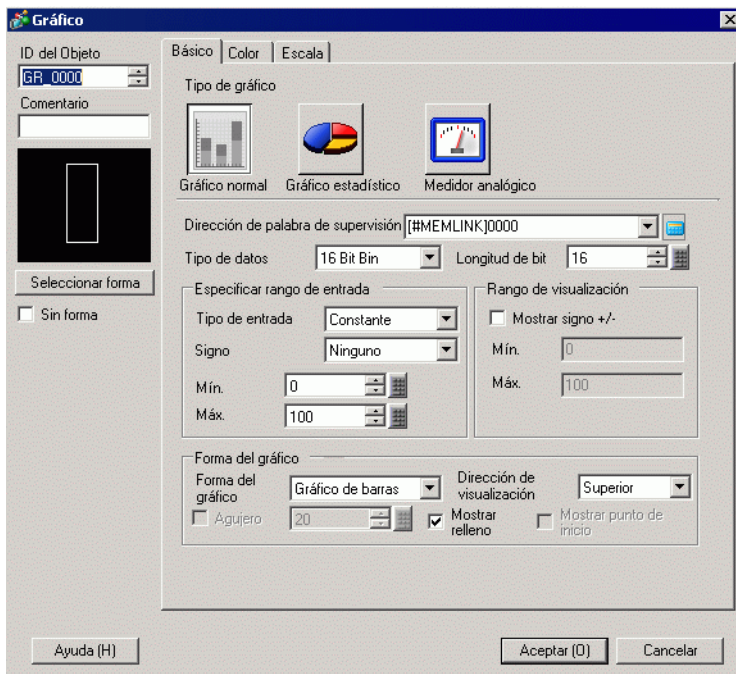 Gráfico
ID del Objeto
GR_0000
Comentario
Seleccionar forma
Sin forma
Básico Color Escala
Tipo de gráfico
Gráfico normal Gráfico estadístico Medidor analógico
Dirección de palabra de supervisión [#MEMLINK]0000
Tipo de datos 16 Bit Bin Longitud de bit 16
Especificar rango de entrada
Tipo de entrada Constante
Signo Ninguno
Mín. 0
Máx. 100
Rango de visualización
Mostrar signo +/-
Mín. 0
Máx. 100
Forma del gráfico
Forma del gráfico Gráfico de barras
Dirección de visualización Superior
Agujero 20
Mostrar relleno
Mostrar punto de inicio
Ayuda (H) Aceptar (O) Cancelar